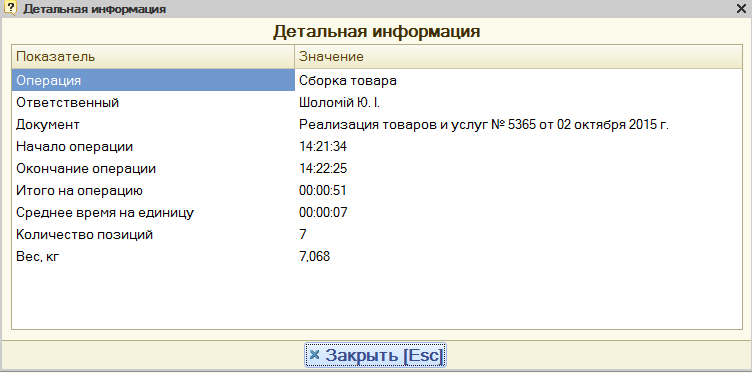 Детальная информация
Детальная информация
Показатель Значение
Операция Сборка товара
Ответственный Шоломій Ю. І.
Документ Реализация товаров и услуг № 5365 от 02 октября 2015 г.
Начало операции 14:21:34
Окончание операции 14:22:25
Итого на операцию 00:00:51
Среднее время на единицу 00:00:07
Количество позиций 7
Вес, кг 7,068
Закрыть [Esc]